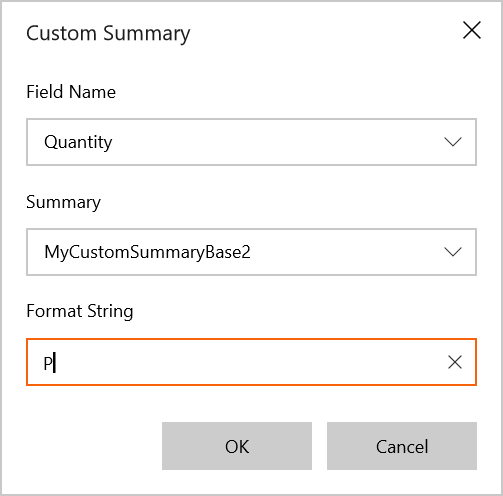 Custom Summary
Field Name
Quantity
Summary
MyCustomSummaryBase2
Format String
P
OK
Cancel